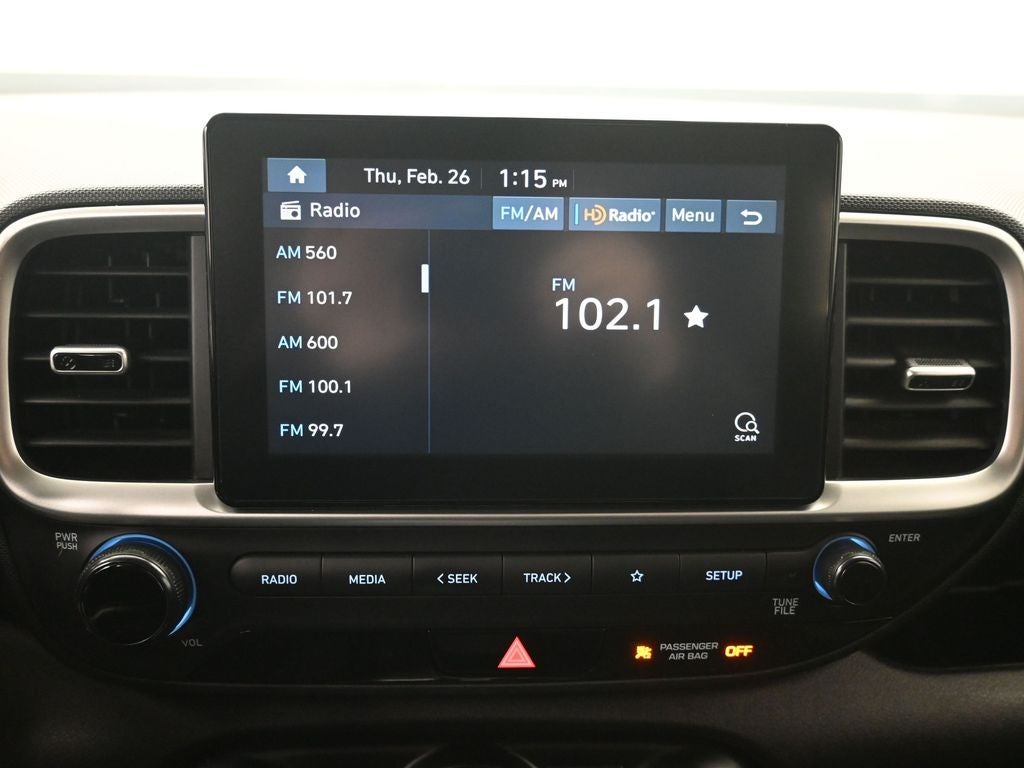 Thu, Feb. 26 1:15 PM
Radio FM/AM HD Radio Menu
AM 560
FM 101.7
AM 600
FM 100.1
FM 99.7
FM
102.1
SCAN
PWR
PUSH
VOL
RADIO MEDIA < SEEK TRACK > SETUP
ENTER
TUNE
FILE
PASSENGER
AIR BAG
OFF